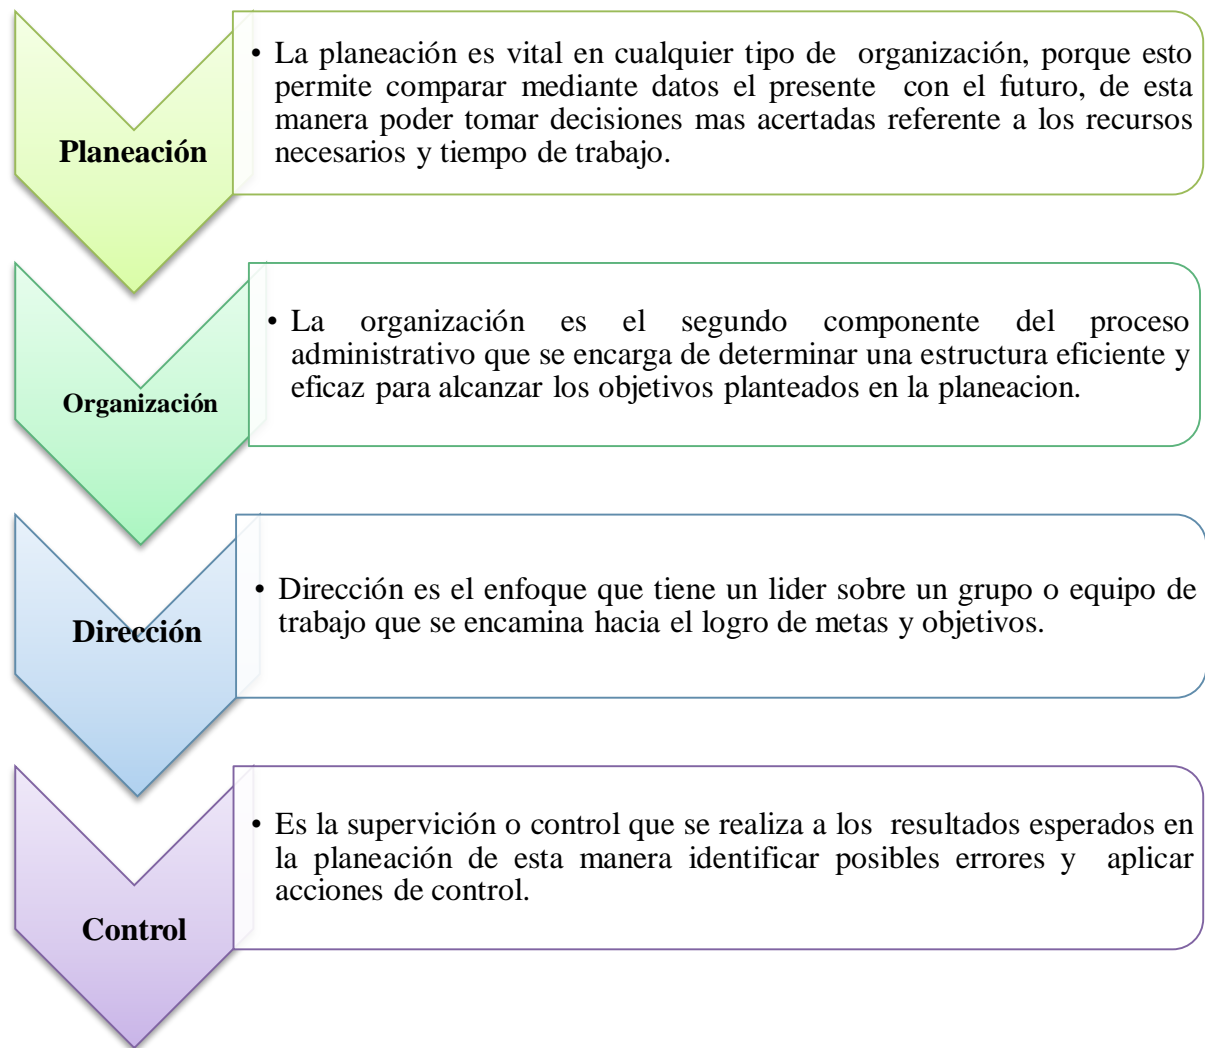 Planeación
• La planeación es vital en cualquier tipo de organización, porque esto
permite comparar mediante datos el presente con el futuro, de esta
manera poder tomar decisiones mas acertadas referente a los recursos
necesarios y tiempo de trabajo.
Organización
• La organización es el segundo componente del proceso
administrativo que se encarga de determinar una estructura eficiente y
eficaz para alcanzar los objetivos planteados en la planeacion.
Dirección
• Dirección es el enfoque que tiene un lider sobre un grupo o equipo de
trabajo que se encamina hacia el logro de metas y objetivos.
Control
• Es la supervición o control que se realiza a los resultados esperados en
la planeación de esta manera identificar posibles errores y aplicar
acciones de control.